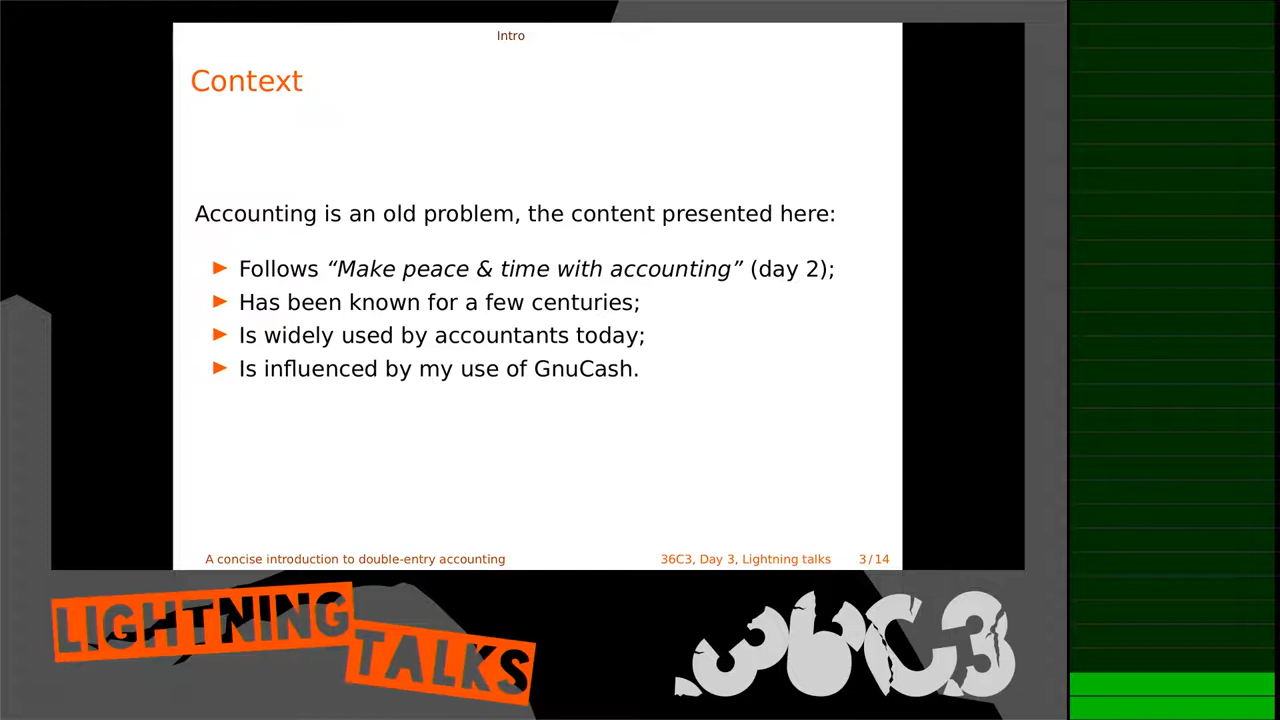 Intro
Context
Accounting is an old problem, the content presented here:
Follows “Make peace & time with accounting” (day 2);
Has been known for a few centuries;
Is widely used by accountants today;
Is influenced by my use of GnuCash.
A concise introduction to double-entry accounting
36C3, Day 3, Lightning talks 3 / 14
LIGHTNING
TALKS
36C3